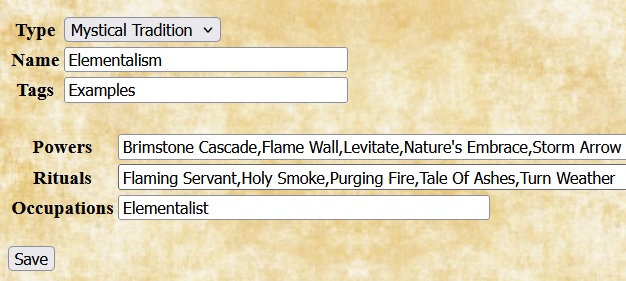 Type Mystical Tradition
Name Elementalism
Tags Examples
Powers Brimstone Cascade,Flame Wall,Levitate,Nature's Embrace,Storm Arrow
Rituals Flaming Servant,Holy Smoke,Purging Fire,Tale Of Ashes,Turn Weather
Occupations Elementalist
Save